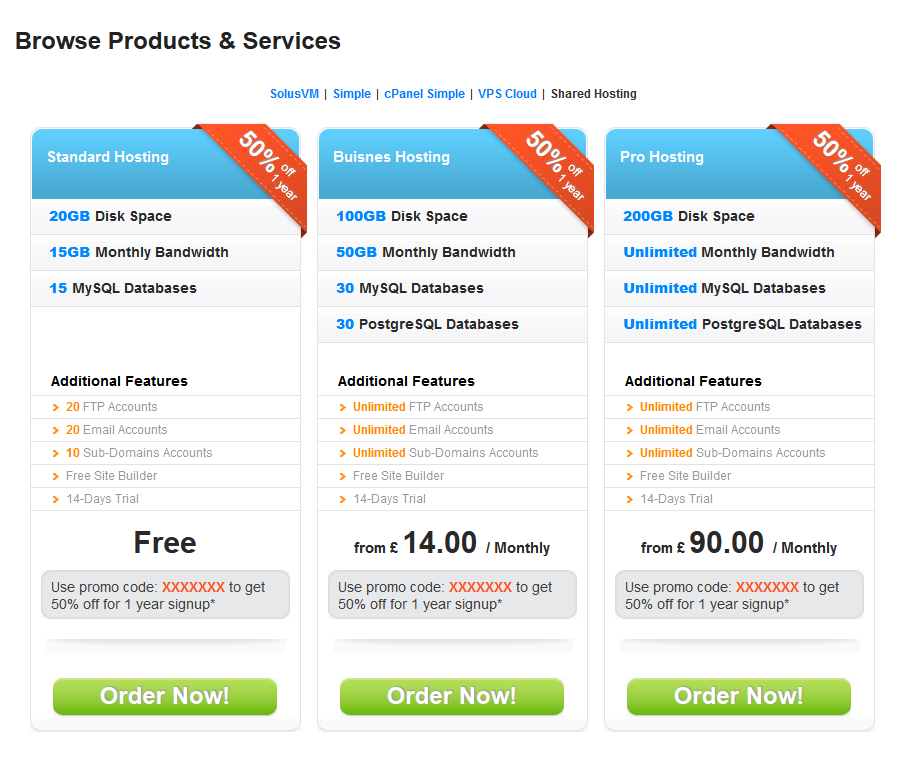 Browse Products & Services
SolusVM | Simple | cPanel Simple | VPS Cloud | Shared Hosting
Standard Hosting
50% off
1 year
20GB Disk Space
15GB Monthly Bandwidth
15 MySQL Databases
Additional Features
20 FTP Accounts
20 Email Accounts
10 Sub-Domains Accounts
Free Site Builder
14-Days Trial
Free
Use promo code: XXXXXXX to get
50% off for 1 year signup*
Order Now!
Buisnes Hosting
50% off
1 year
100GB Disk Space
50GB Monthly Bandwidth
30 MySQL Databases
30 PostgreSQL Databases
Additional Features
Unlimited FTP Accounts
Unlimited Email Accounts
Unlimited Sub-Domains Accounts
Free Site Builder
14-Days Trial
from £ 14.00 / Monthly
Use promo code: XXXXXXX to get
50% off for 1 year signup*
Order Now!
Pro Hosting
50% off
1 year
200GB Disk Space
Unlimited Monthly Bandwidth
Unlimited MySQL Databases
Unlimited PostgreSQL Databases
Additional Features
Unlimited FTP Accounts
Unlimited Email Accounts
Unlimited Sub-Domains Accounts
Free Site Builder
14-Days Trial
from £ 90.00 / Monthly
Use promo code: XXXXXXX to get
50% off for 1 year signup*
Order Now!